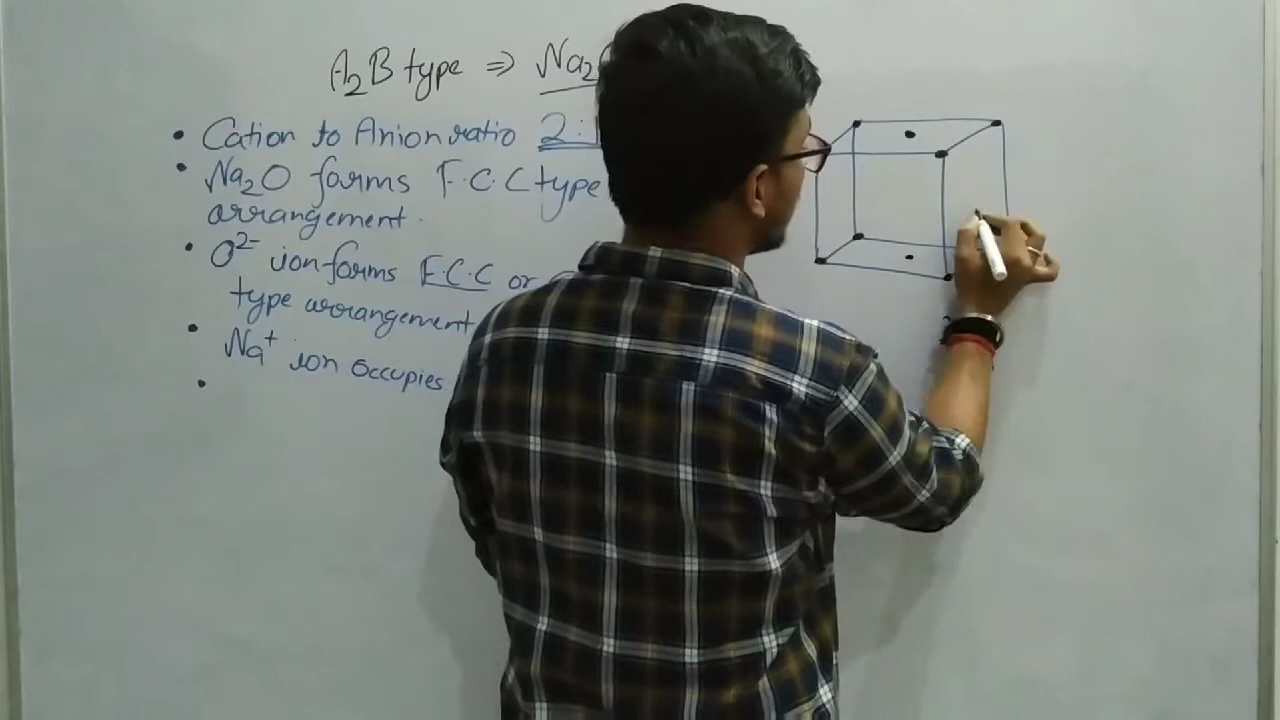 A₂B type ⇒ Na₂
• Cation to Anion ratio 2:1
• Na₂O forms F.C.C type
arrangement.
• O²⁻ ion forms F.C.C or
type arrangement
• Na⁺ ion occupies
•